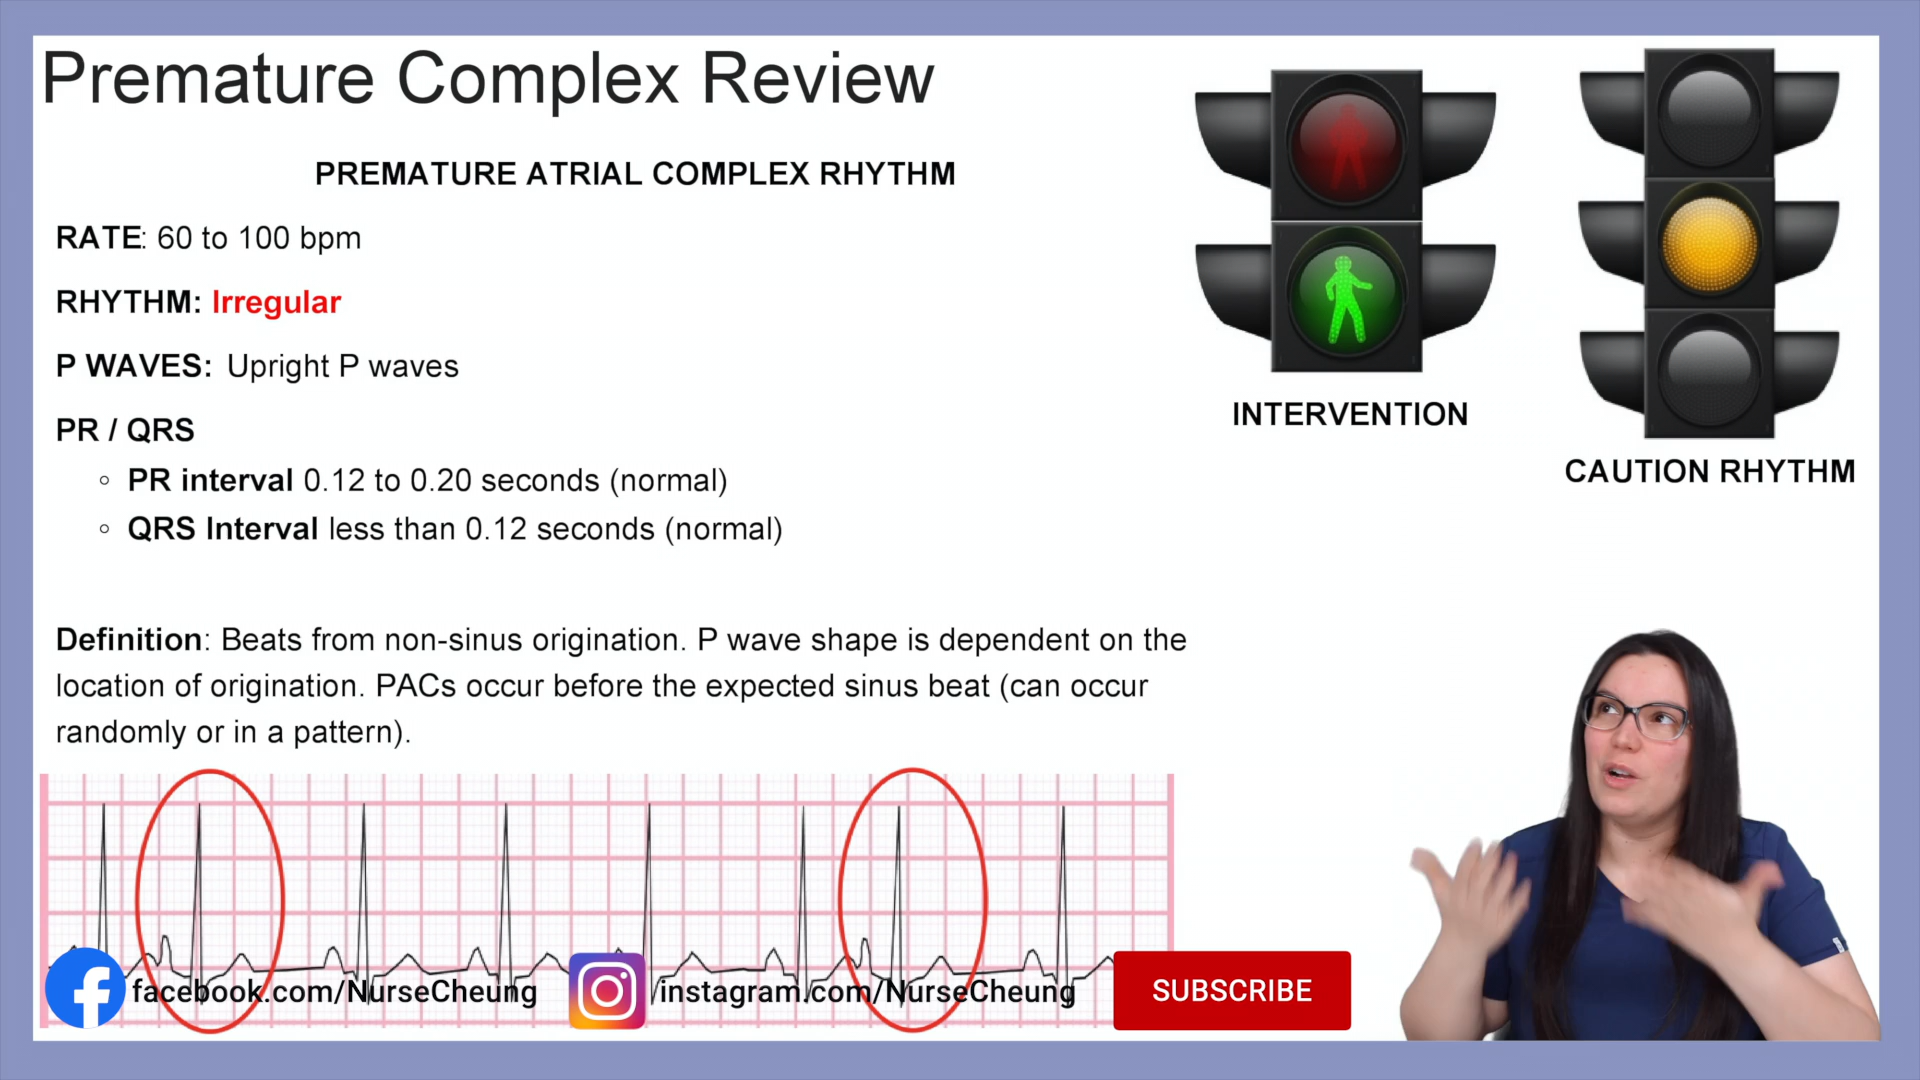 Premature Complex Review
PREMATURE ATRIAL COMPLEX RHYTHM
RATE: 60 to 100 bpm
RHYTHM: Irregular
P WAVES: Upright P waves
PR / QRS
PR interval 0.12 to 0.20 seconds (normal)
QRS Interval less than 0.12 seconds (normal)
Definition: Beats from non-sinus origination. P wave shape is dependent on the
location of origination. PACs occur before the expected sinus beat (can occur
randomly or in a pattern).
INTERVENTION
CAUTION RHYTHM
facebook.com/NurseCheung
instagram.com/NurseCheung
SUBSCRIBE